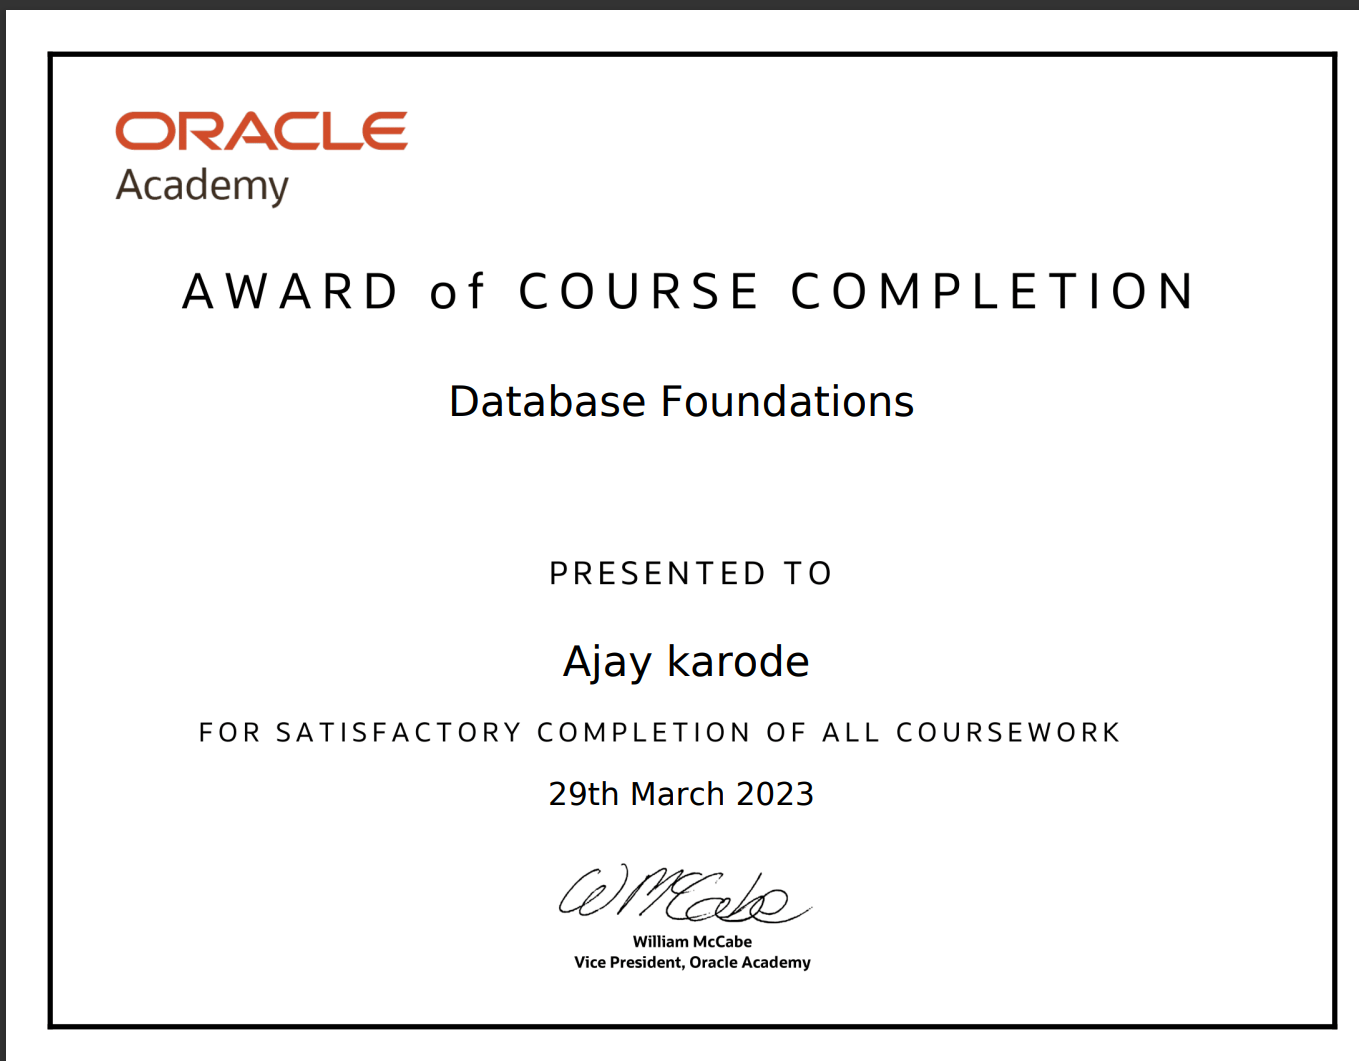 ORACLE
Academy
AWARD of COURSE COMPLETION
Database Foundations
PRESENTED TO
Ajay karode
FOR SATISFACTORY COMPLETION OF ALL COURSEWORK
29th March 2023
W McCabe
William McCabe
Vice President, Oracle Academy